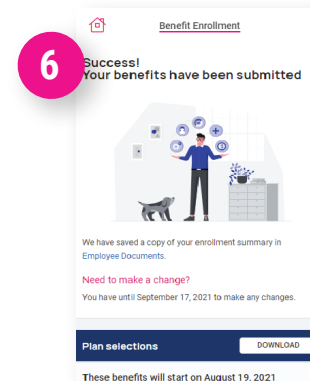 Benefit Enrollment
6
Success!
Your benefits have been submitted
We have saved a copy of your enrollment summary in
Employee Documents.
Need to make a change?
You have until September 17, 2021 to make any changes.
Plan selections
DOWNLOAD
These benefits will start on August 19, 2021